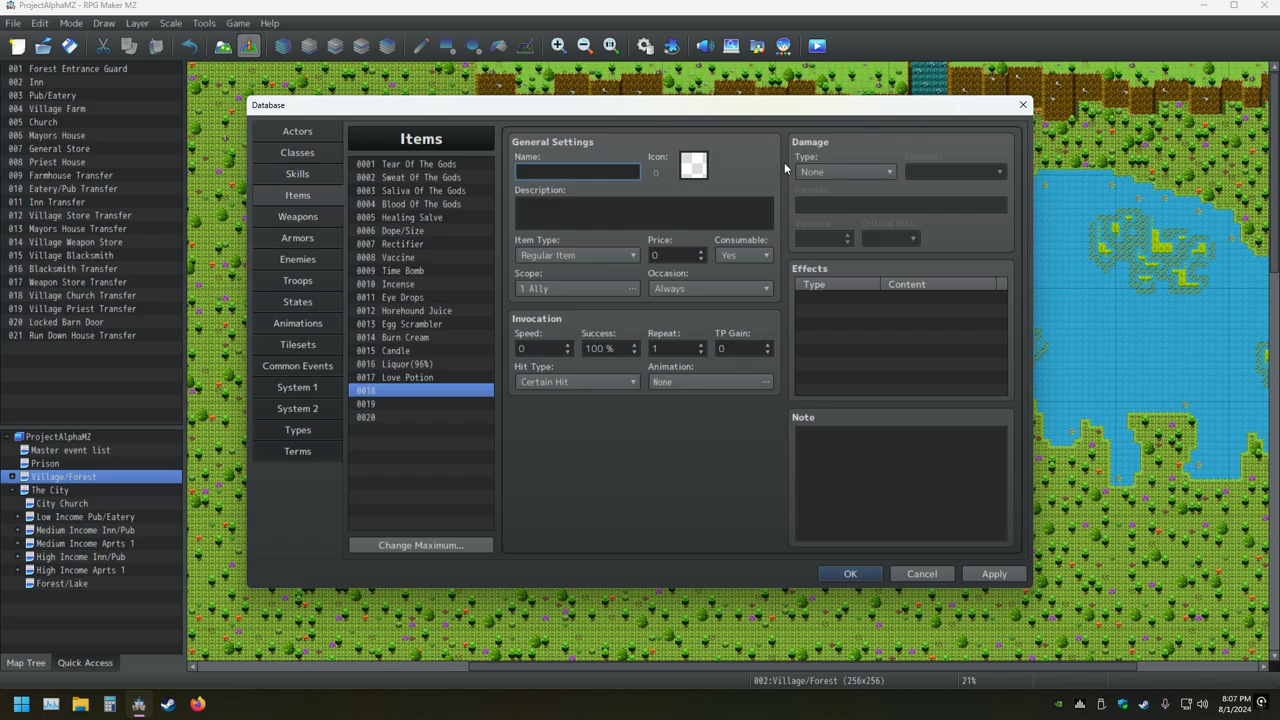 ProjectAlphaMZ - RPG Maker MZ
File Edit Mode Draw Layer Scale Tools Game Help
001 Forest Entrance Guard
002 Inn
003 Pub/Eatery
004 Village Farm
005 Church
006 Mayors House
007 General Store
008 Priest House
009 Farmhouse Transfer
010 Eatery/Pub Transfer
011 Inn Transfer
012 Village Store Transfer
013 Mayors House Transfer
014 Village Weapon Store
015 Village Blacksmith
016 Blacksmith Transfer
017 Weapon Store Transfer
018 Village Church Transfer
019 Village Priest Transfer
020 Locked Barn Door
021 Run Down House Transfer
ProjectAlphaMZ
Master event list
Prison
Village/Forest
The City
City Church
Low Income Pub/Eatery
Medium Income Inn/Pub
Medium Income Aprts 1
High Income Inn/Pub
High Income Aprts 1
Forest/Lake
Map Tree Quick Access
Database
Actors
Classes
Skills
Items
Weapons
Armors
Enemies
Troops
States
Animations
Tilesets
Common Events
System 1
System 2
Types
Terms
Items
0001 Tear Of The Gods
0002 Sweat Of The Gods
0003 Saliva Of The Gods
0004 Blood Of The Gods
0005 Healing Salve
0006 Dope/Size
0007 Rectifier
0008 Vaccine
0009 Time Bomb
0010 Incense
0011 Eye Drops
0012 Horehound Juice
0013 Egg Scrambler
0014 Burn Cream
0015 Candle
0016 Liquor(96%)
0017 Love Potion
0018
0019
0020
Change Maximum...
General Settings
Name: Icon:
0
Description:
Item Type: Price: Consumable:
Regular Item 0 Yes
Scope: Occasion:
1 Ally ... Always
Invocation
Speed: Success: Repeat: TP Gain:
0 100 % 1 0
Hit Type: Animation:
Certain Hit None ...
Damage
Type: Element:
None
Formula:
Variance: Critical Hits:
Effects
Type Content
Note
OK Cancel Apply
002:Village/Forest (256x256) 21%
8:07 PM
8/1/2024